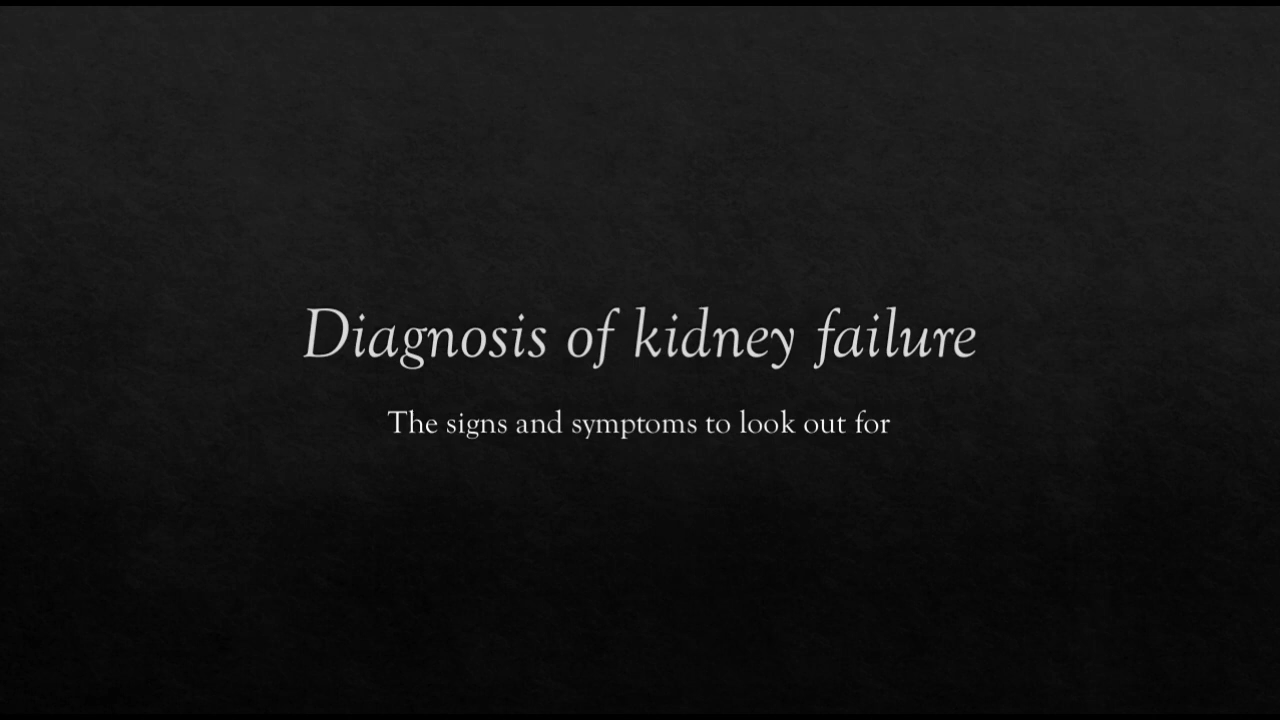 Diagnosis of kidney failure
The signs and symptoms to look out for